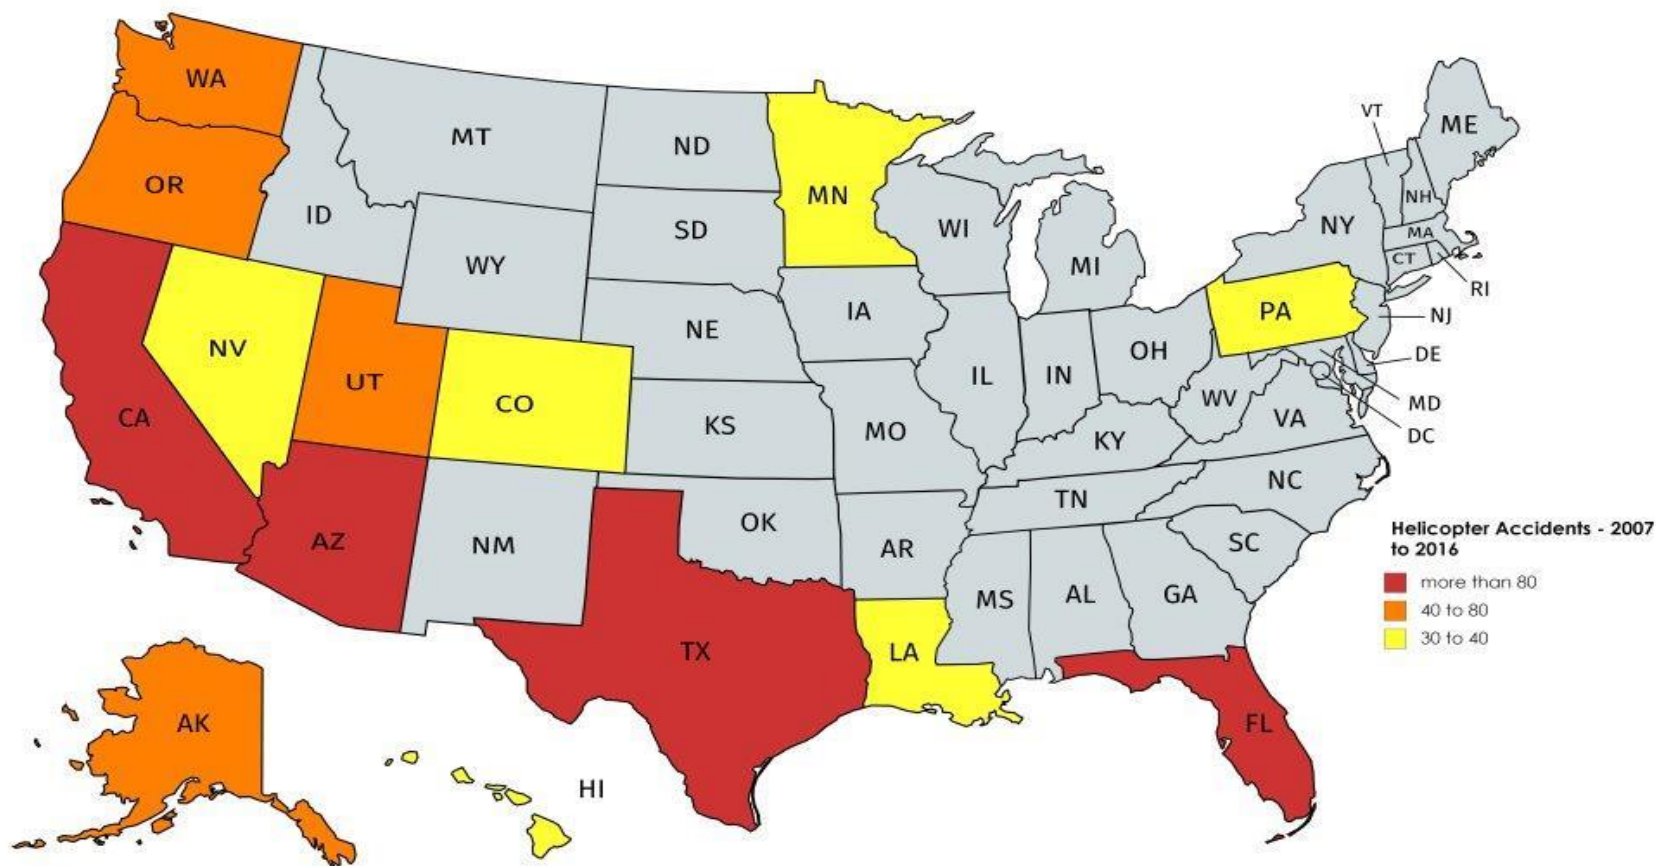 WA
MT
ND
MN
VT
ME
OR
ID
SD
WI
NY
NH
MA
WY
MI
CT
RI
IA
PA
NJ
NE
NV
OH
DE
UT
CO
IL
IN
WV
MD
CA
KS
MO
KY
VA
DC
TN
NC
OK
AZ
NM
AR
SC
Helicopter Accidents - 2007
to 2016
more than 80
40 to 80
30 to 40
MS
AL
GA
TX
LA
AK
FL
HI